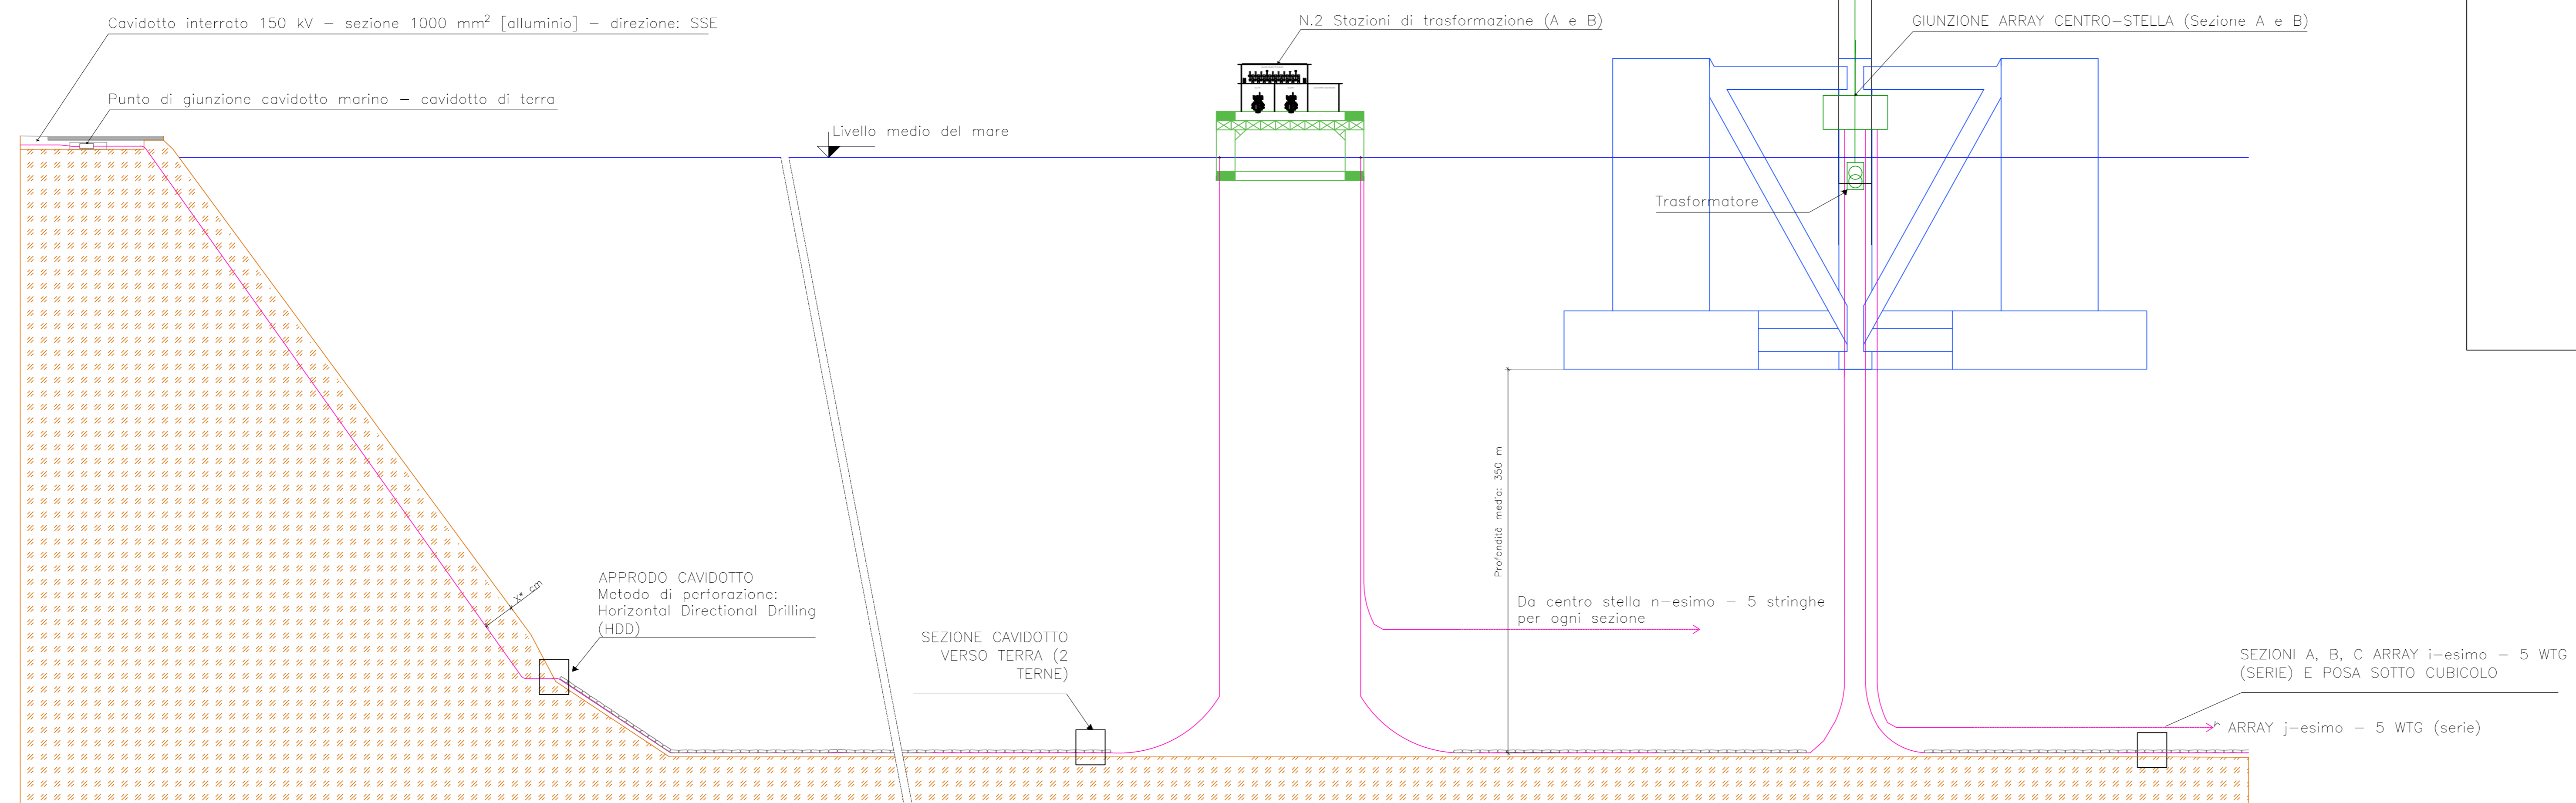 Cavidotto interrato 150 kV – sezione 1000 mm² [alluminio] – direzione: SSE
Punto di giunzione cavidotto marino – cavidotto di terra
Livello medio del mare
N.2 Stazioni di trasformazione (A e B)
GIUNZIONE ARRAY CENTRO-STELLA (Sezione A e B)
Trasformatore
Profondità media: 350 m
X* cm
APPRODO CAVIDOTTO
Metodo di perforazione:
Horizontal Directional Drilling
(HDD)
SEZIONE CAVIDOTTO
VERSO TERRA (2
TERNE)
Da centro stella n-esimo – 5 stringhe
per ogni sezione
SEZIONI A, B, C ARRAY i-esimo – 5 WTG
(SERIE) E POSA SOTTO CUBICOLO
ARRAY j-esimo – 5 WTG (serie)